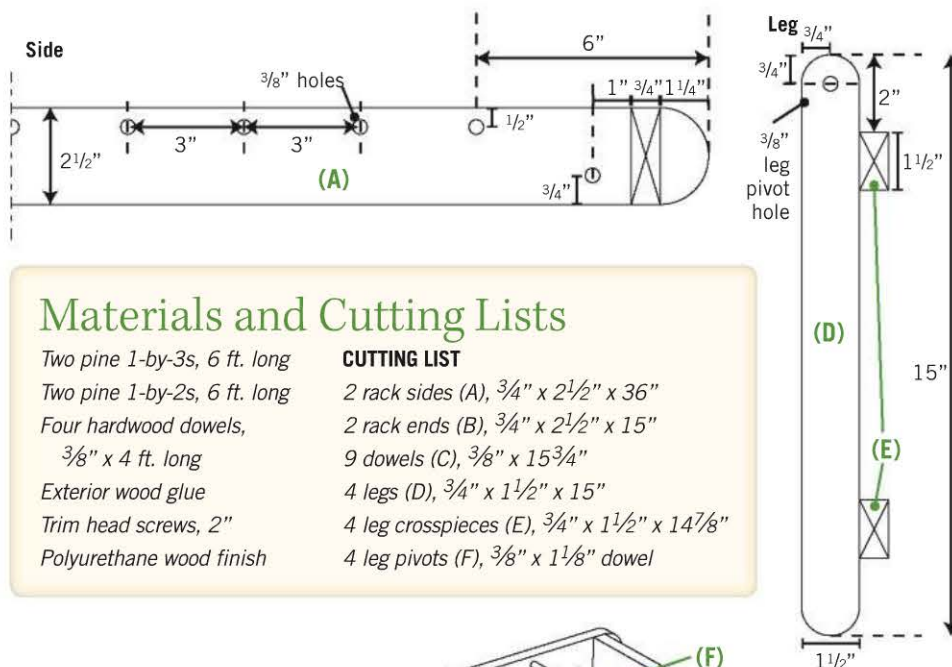 Side
3/8” holes
6”
1” 3/4” 1 1/4”
1/2”
3” 3”
2 1/2”
(A)
3/4”
Leg
3/4”
3/4”
2”
3/8”
leg
pivot
hole
1 1/2”
(D)
15”
(E)
1 1/2”
Materials and Cutting Lists
Two pine 1-by-3s, 6 ft. long
Two pine 1-by-2s, 6 ft. long
Four hardwood dowels,
3/8” x 4 ft. long
Exterior wood glue
Trim head screws, 2”
Polyurethane wood finish
CUTTING LIST
2 rack sides (A), 3/4” x 2 1/2” x 36”
2 rack ends (B), 3/4” x 2 1/2” x 15”
9 dowels (C), 3/8” x 15 3/4”
4 legs (D), 3/4” x 1 1/2” x 15”
4 leg crosspieces (E), 3/4” x 1 1/2” x 14 7/8”
4 leg pivots (F), 3/8” x 1 1/8” dowel
(F)